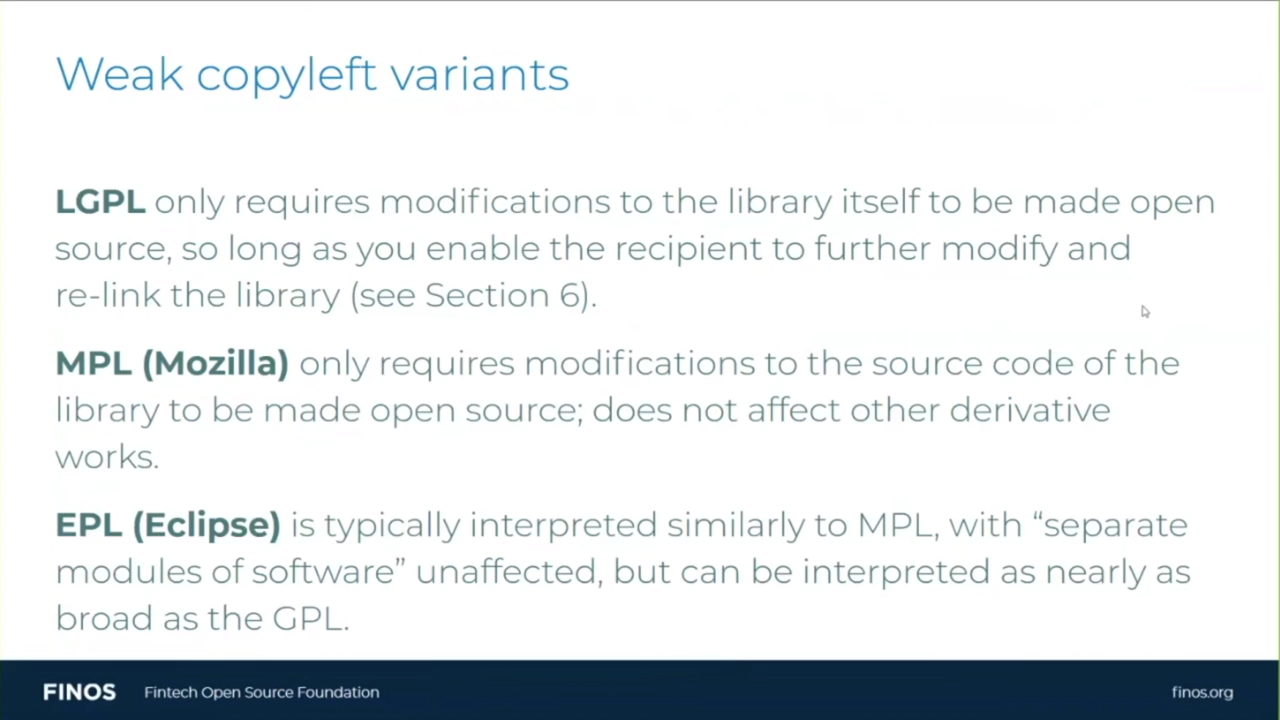 Weak copyleft variants
LGPL only requires modifications to the library itself to be made open
source, so long as you enable the recipient to further modify and
re-link the library (see Section 6).
MPL (Mozilla) only requires modifications to the source code of the
library to be made open source; does not affect other derivative
works.
EPL (Eclipse) is typically interpreted similarly to MPL, with “separate
modules of software” unaffected, but can be interpreted as nearly as
broad as the GPL.
FINOS Fintech Open Source Foundation finos.org